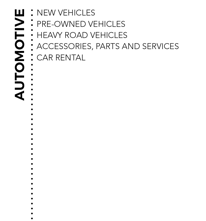 AUTOMOTIVE
NEW VEHICLES
PRE-OWNED VEHICLES
HEAVY ROAD VEHICLES
ACCESSORIES, PARTS AND SERVICES
CAR RENTAL